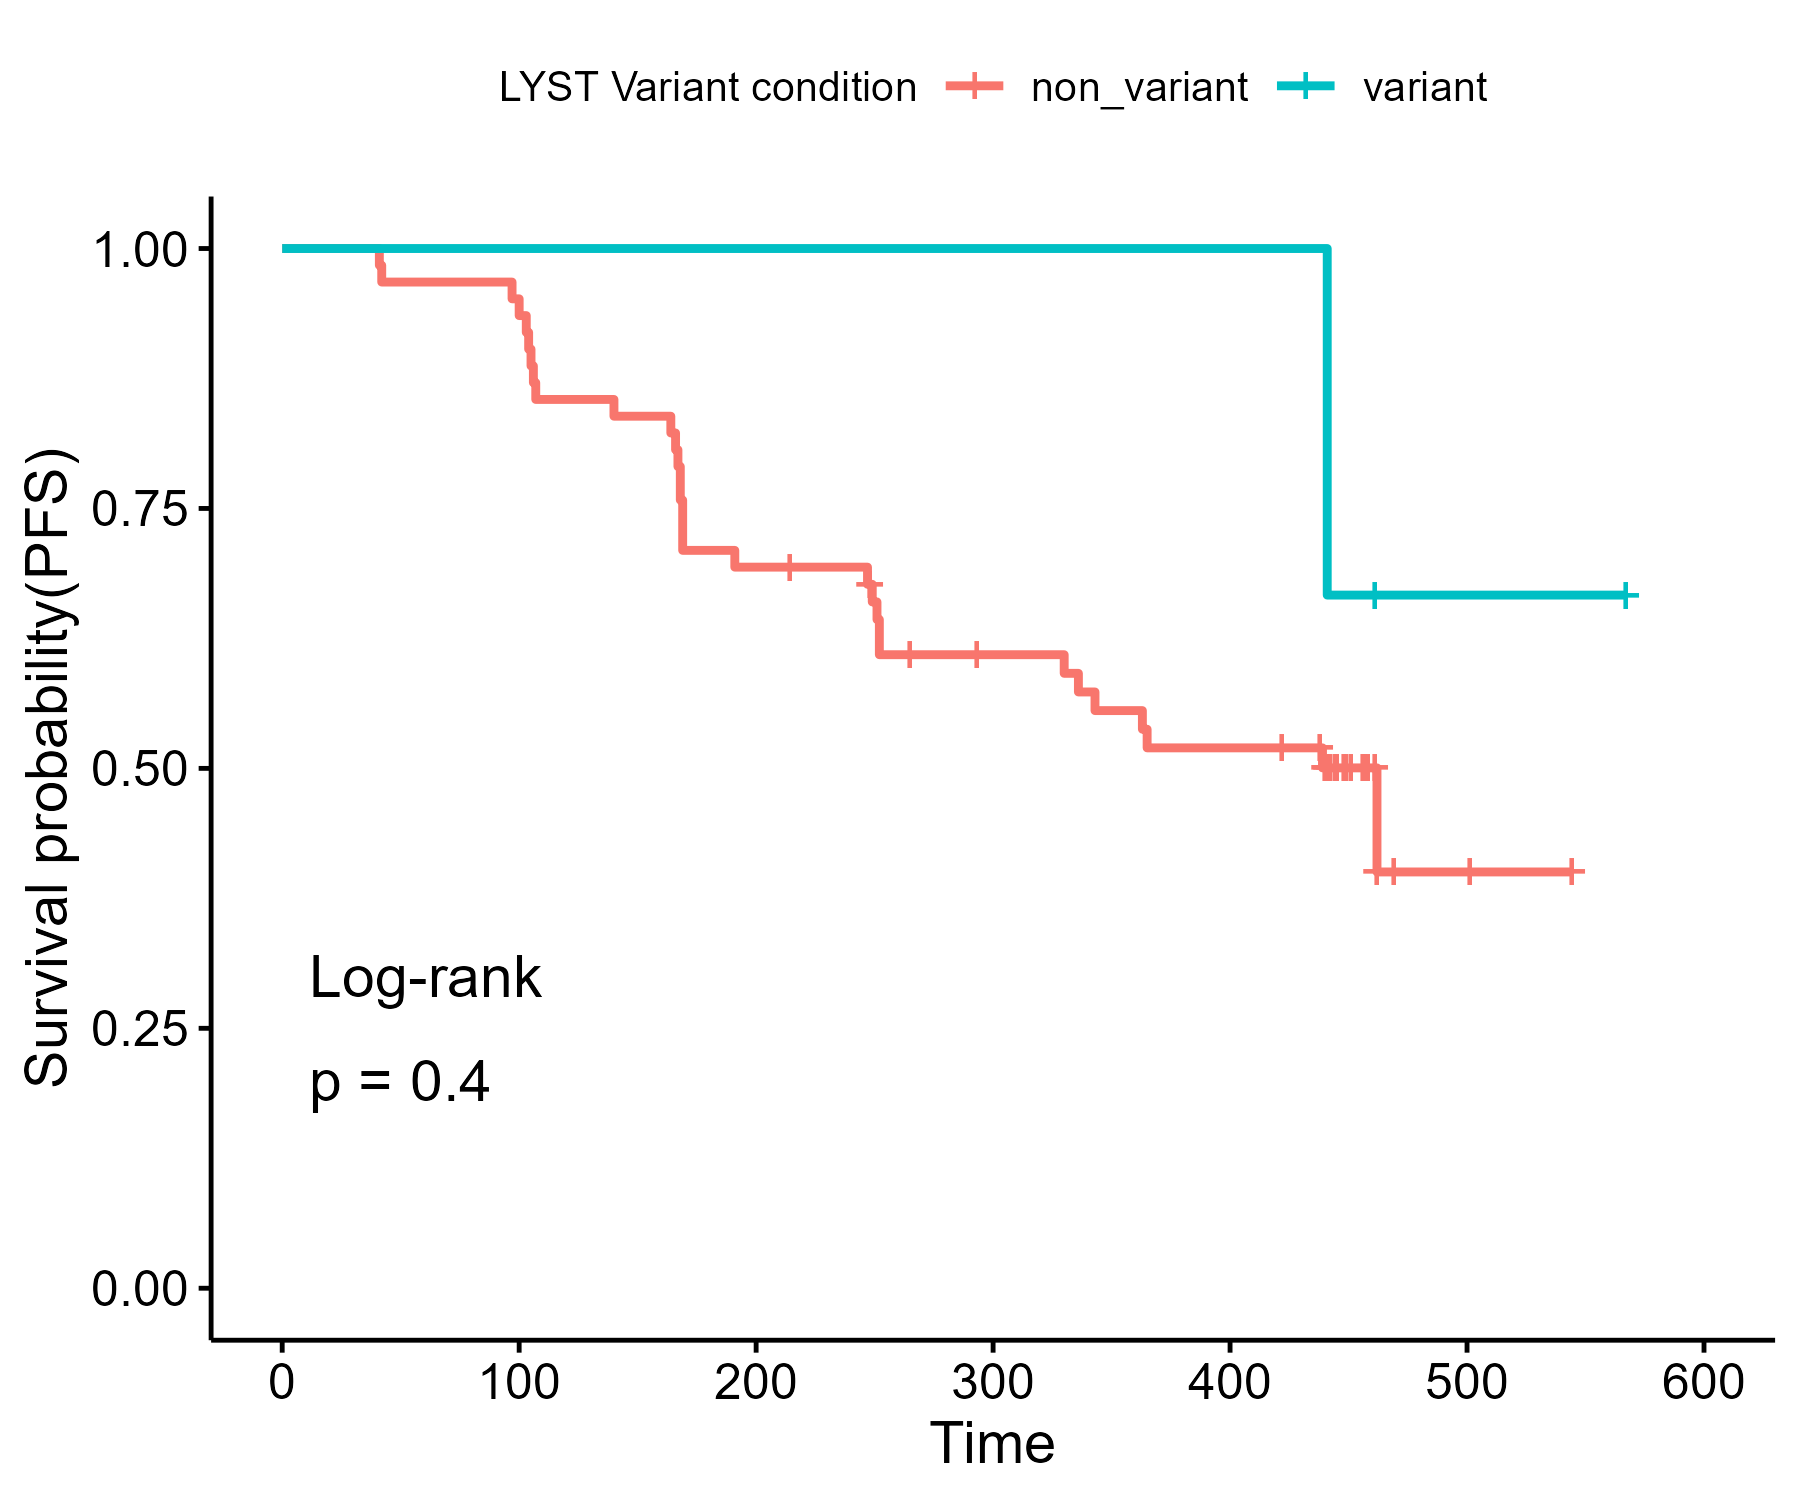 LYST Variant condition non_variant variant
Survival probability(PFS)
1.00
0.75
0.50
0.25
0.00
Log-rank
p = 0.4
0 100 200 300 400 500 600
Time